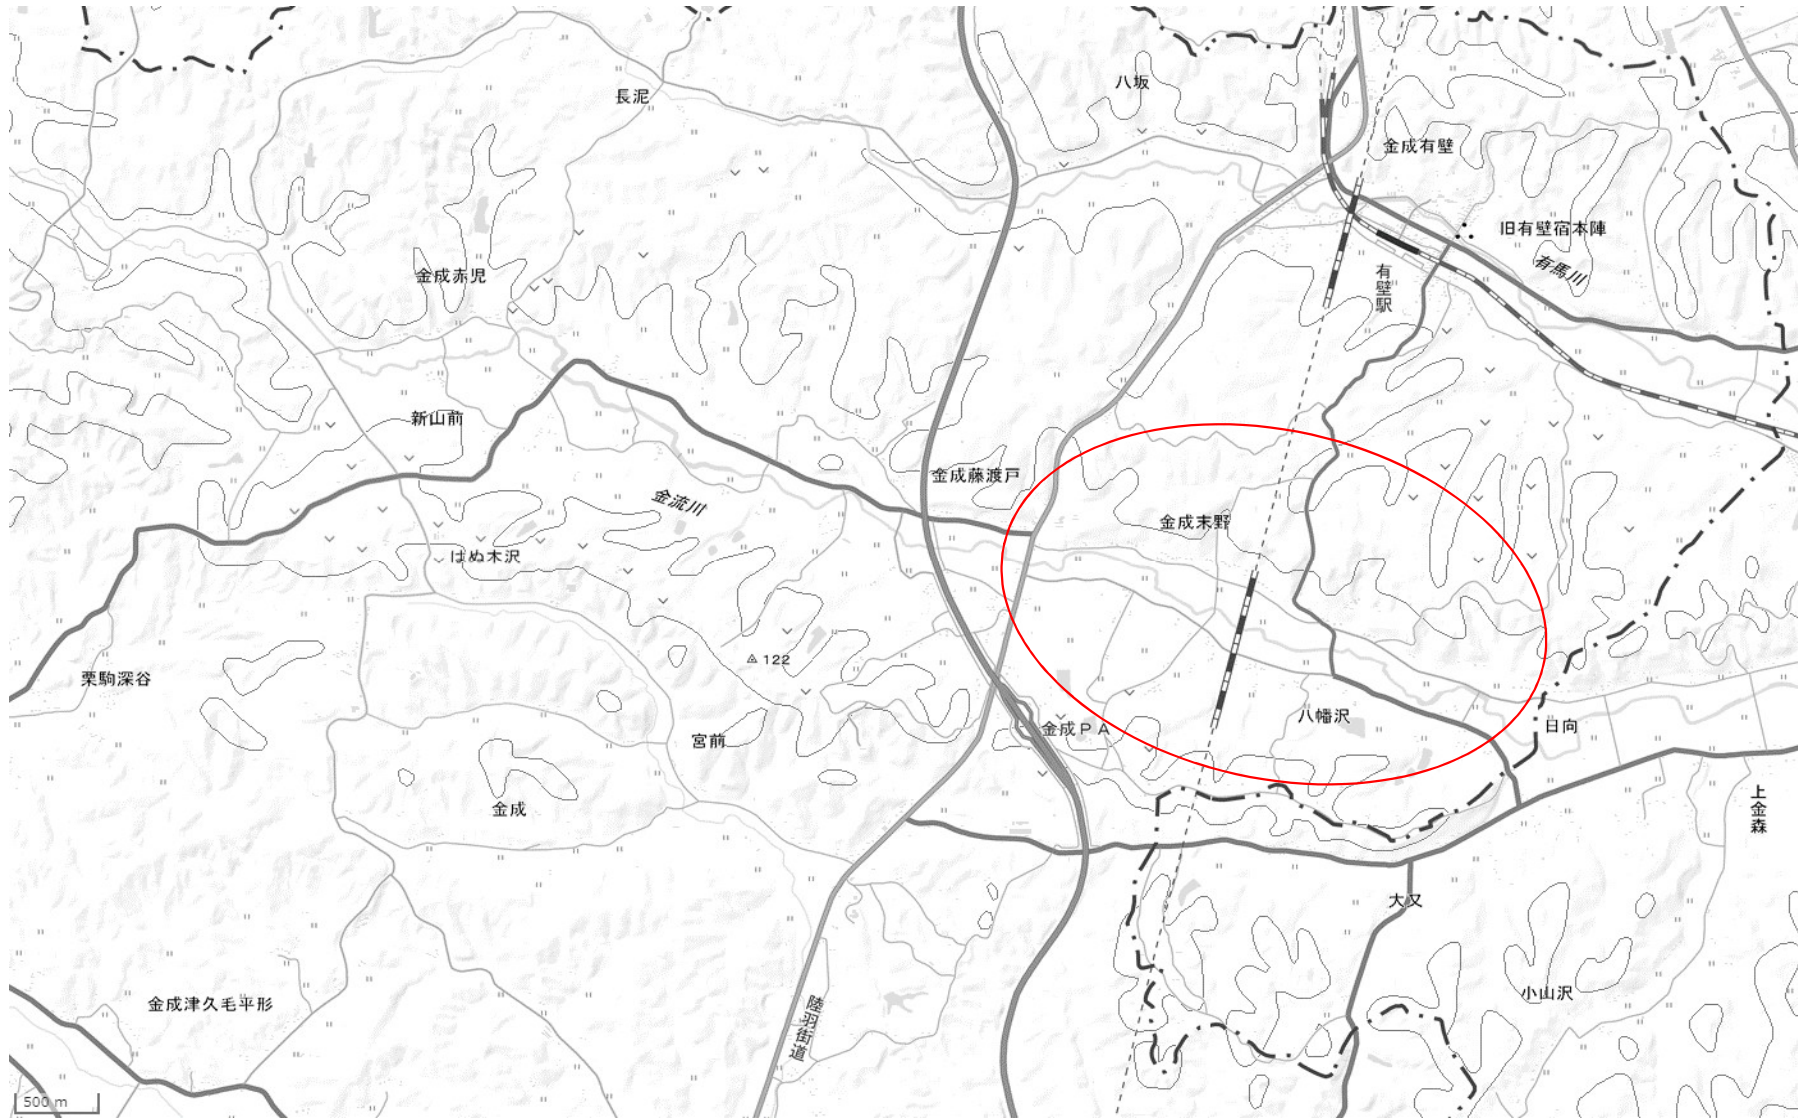 八坂
長泥
金成有壁
旧有壁宿本陣
有馬川
金成赤児
有壁駅
新山前
金成藤渡戸
金流川
金成末野
はぬ木沢
122
栗駒深谷
八幡沢
日向
金成PA
宮前
金成
上金森
大又
小山沢
金成津久毛平形
陸羽街道
500 m